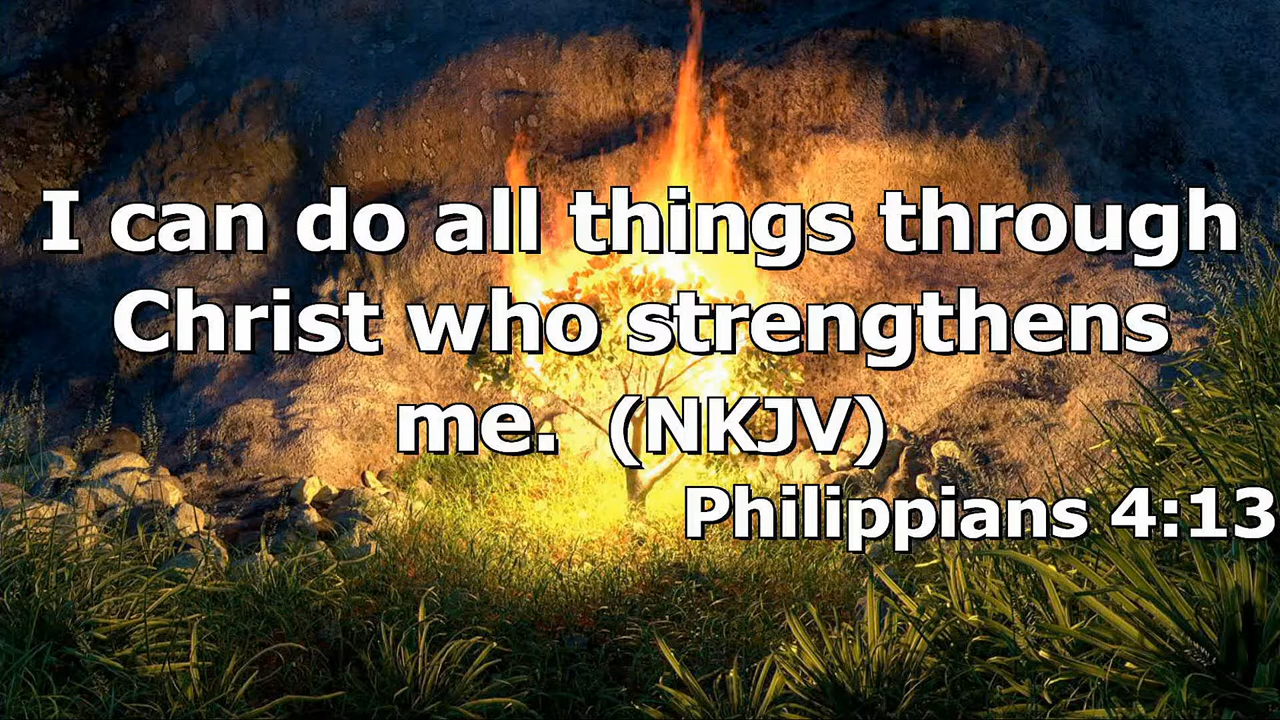 I can do all things through
Christ who strengthens
me.  (NKJV)
Philippians 4:13